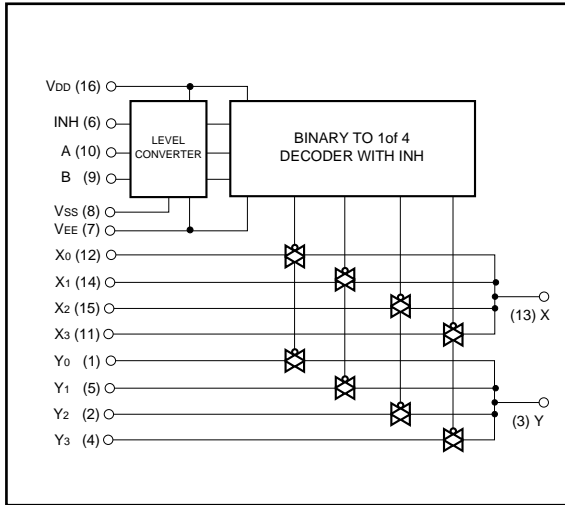 VDD (16)
INH (6)
A (10)
B (9)
VSS (8)
VEE (7)
LEVEL
CONVERTER
BINARY TO 1of 4
DECODER WITH INH
X0 (12)
X1 (14)
X2 (15)
X3 (11)
(13) X
Y0 (1)
Y1 (5)
Y2 (2)
Y3 (4)
(3) Y